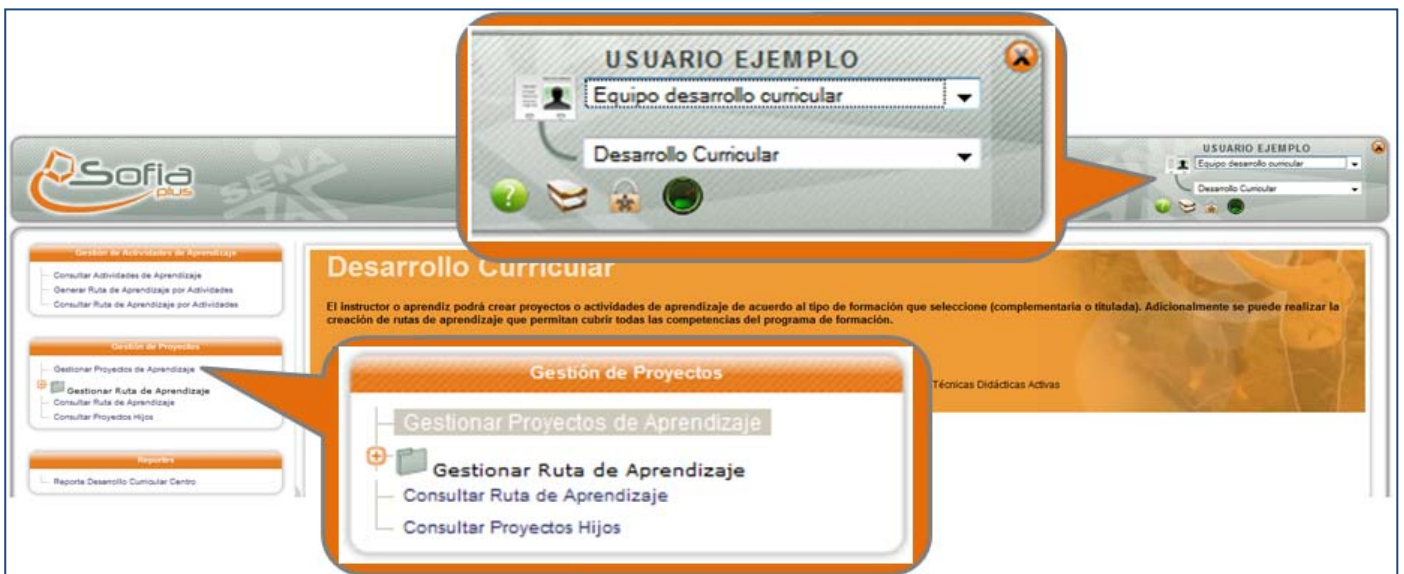 USUARIO EJEMPLO
Equipo desarrollo curricular
Desarrollo Curricular
?
Sofia
plus
SENA
USUARIO EJEMPLO
Equipo desarrollo curricular
Desarrollo Curricular
?
Gestión de Actividades de Aprendizaje
Consultar Actividades de Aprendizaje
Generar Ruta de Aprendizaje por Actividades
Consultar Ruta de Aprendizaje por Actividades
Gestión de Proyectos
Gestionar Proyectos de Aprendizaje
Gestionar Ruta de Aprendizaje
Consultar Ruta de Aprendizaje
Consultar Proyectos Hijos
Reportes
Reporte Desarrollo Curricular Centro
Desarrollo Curricular
El instructor o aprendiz podrá crear proyectos o actividades de aprendizaje de acuerdo al tipo de formación que seleccione (complementaria o titulada). Adicionalmente se puede realizar la
creación de rutas de aprendizaje que permitan cubrir todas las competencias del programa de formación.
Técnicas Didácticas Activas
Gestión de Proyectos
Gestionar Proyectos de Aprendizaje
Gestionar Ruta de Aprendizaje
Consultar Ruta de Aprendizaje
Consultar Proyectos Hijos